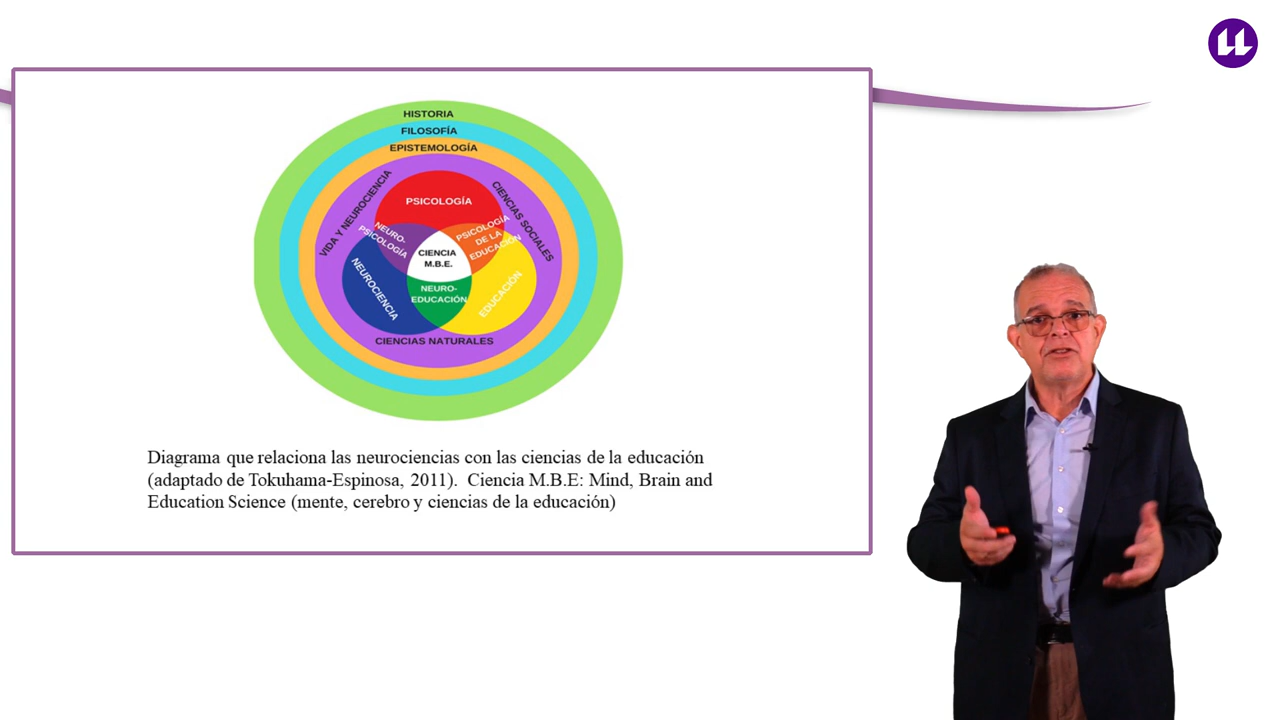 HISTORIA
FILOSOFÍA
EPISTEMOLOGÍA
VIDA Y NEUROCIENCIA
CIENCIAS SOCIALES
PSICOLOGÍA
NEURO-
PSICOLOGÍA
PSICOLOGÍA
DE LA
EDUCACIÓN
CIENCIA
M.B.E.
NEUROCIENCIA
NEURO-
EDUCACIÓN
EDUCACIÓN
CIENCIAS NATURALES
Diagrama que relaciona las neurociencias con las ciencias de la educación
(adaptado de Tokuhama-Espinosa, 2011). Ciencia M.B.E: Mind, Brain and
Education Science (mente, cerebro y ciencias de la educación)